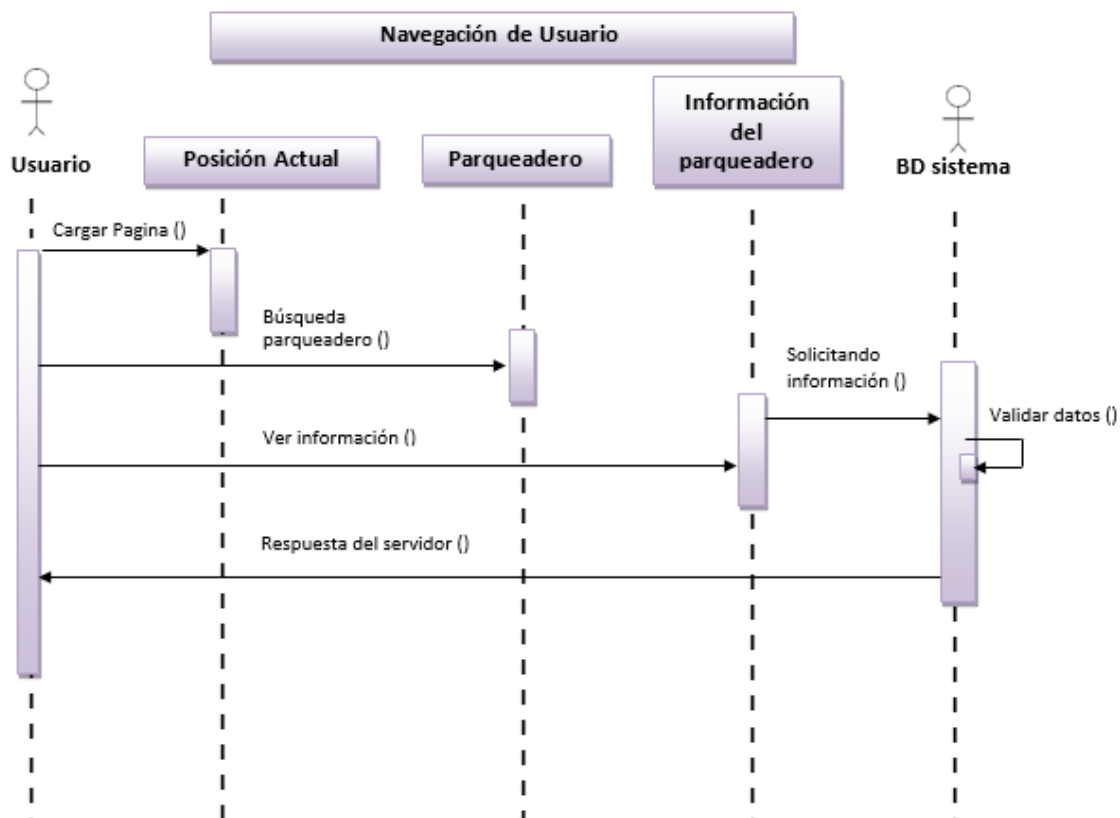 Navegación de Usuario
Usuario
Posición Actual
Parqueadero
Información
del
parqueadero
BD sistema
Cargar Pagina ()
Búsqueda
parqueadero ()
Solicitando
información ()
Validar datos ()
Ver información ()
Respuesta del servidor ()